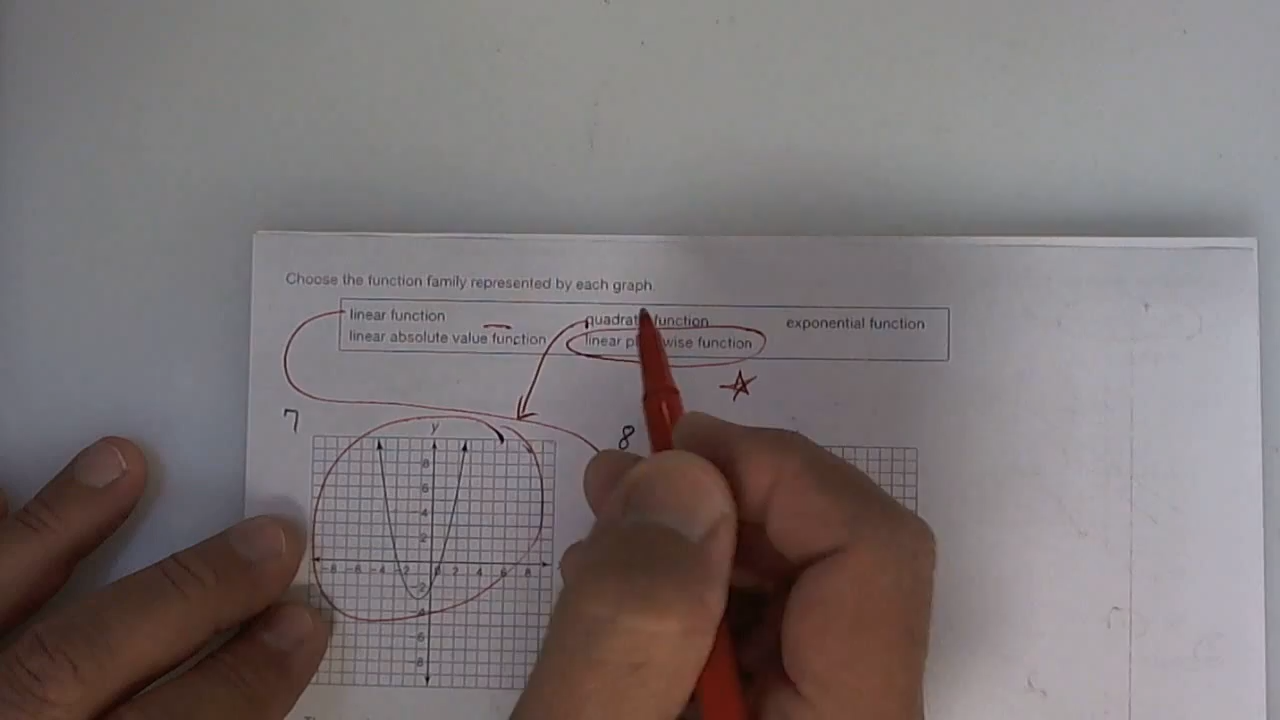 Choose the function family represented by each graph.
linear function quadrat function exponential function
linear absolute value function linear p wise function
7
8
y
8
6
4
2
-8 -6 -4 -2 0 2 4 6 8
-2
-4
-6
-8